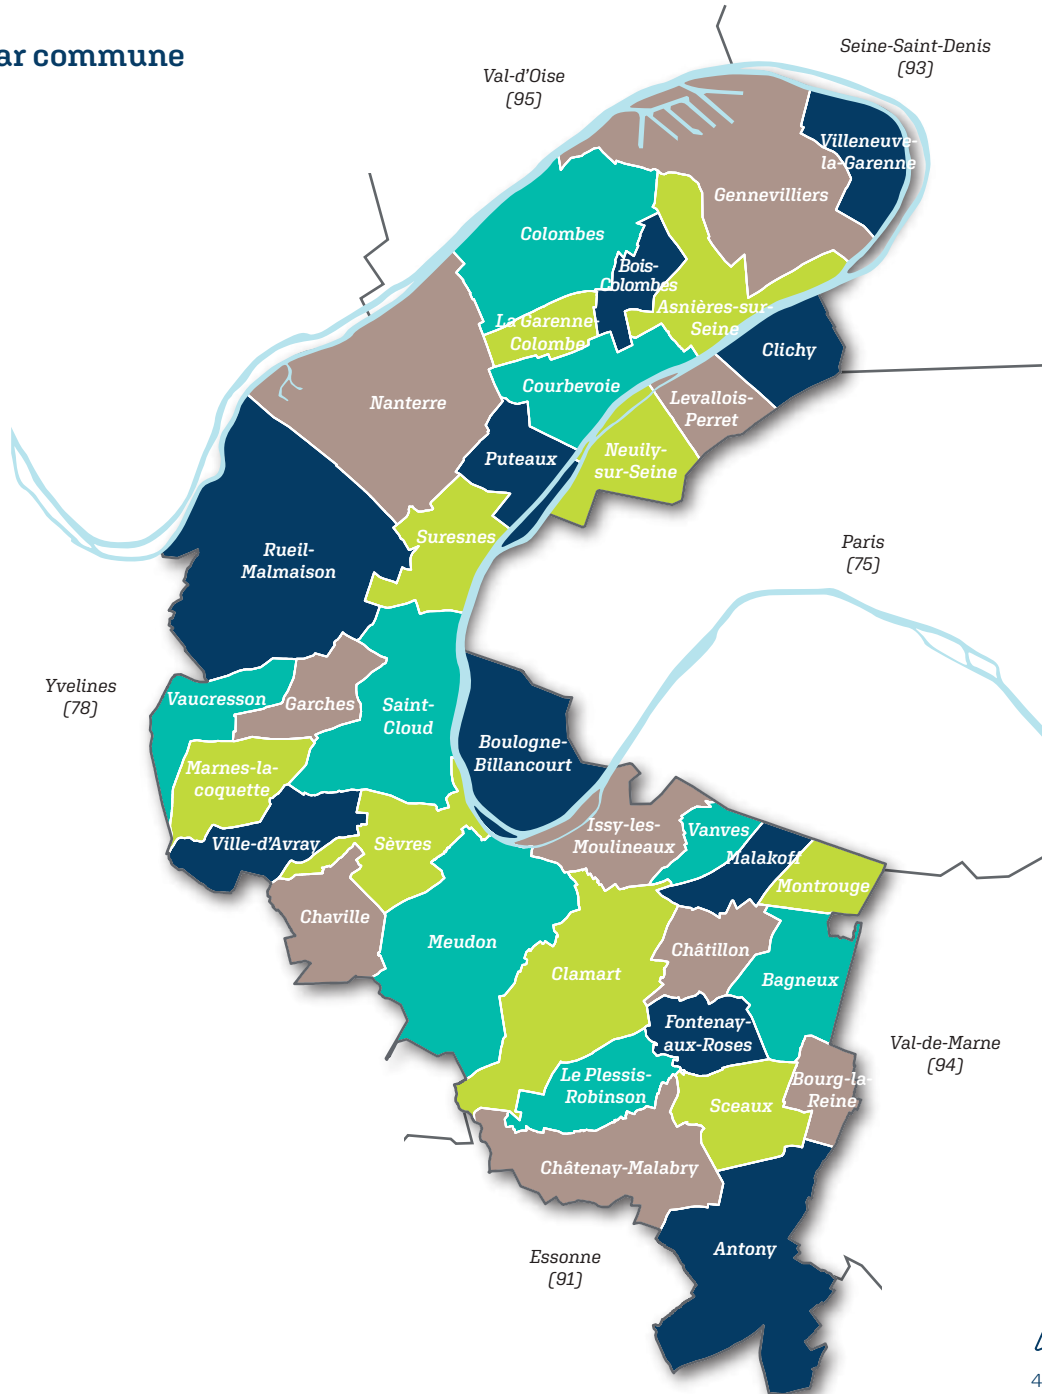 ar commune
Seine-Saint-Denis
(93)
Val-d'Oise
(95)
Villeneuve-
la-Garenne
Gennevilliers
Colombes
Bois-
Colombes
Asnières-sur-
Seine
La Garenne-
Colombe
Clichy
Courbevoie
Levallois-
Perret
Nanterre
Neuily-
sur-Seine
Puteaux
Suresnes
Rueil-
Malmaison
Paris
(75)
Yvelines
(78)
Vaucresson
Garches
Saint-
Cloud
Boulogne-
Billancourt
Marnes-la-
coquette
Ville-d'Avray
Sèvres
Issy-les-
Moulineaux
Vanves
Malakoff
Montrouge
Chaville
Meudon
Clamart
Châtillon
Bagneux
Fontenay-
aux-Roses
Val-de-Marne
(94)
Le Plessis-
Robinson
Bourg-la-
Reine
Sceaux
Châtenay-Malabry
Antony
Essonne
(91)
4